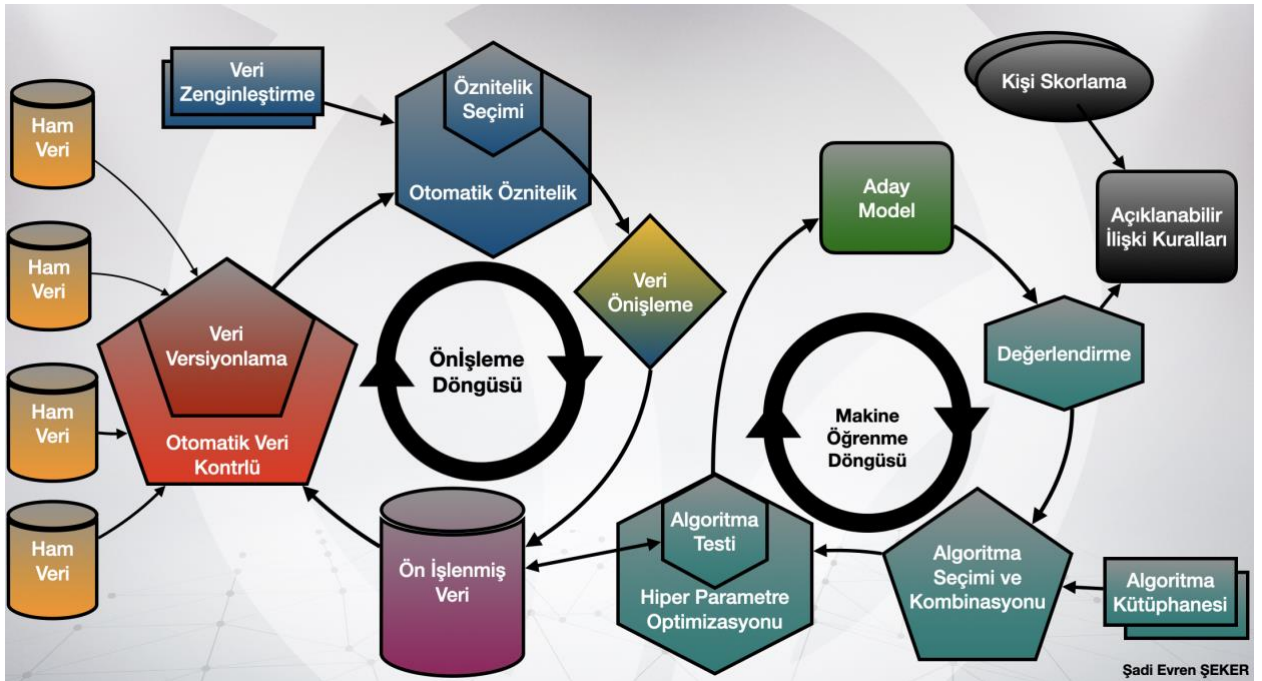 Ham
Veri
Ham
Veri
Ham
Veri
Ham
Veri
Veri
Zenginleştirme
Öznitelik
Seçimi
Otomatik Öznitelik
Veri
Versiyonlama
Otomatik Veri
Kontrlü
Önİşleme
Döngüsü
Veri
Önişleme
Ön İşlenmiş
Veri
Kişi Skorlama
Aday
Model
Açıklanabilir
İlişki Kuralları
Değerlendirme
Makine
Öğrenme
Döngüsü
Algoritma
Testi
Hiper Parametre
Optimizasyonu
Algoritma
Seçimi ve
Kombinasyonu
Algoritma
Kütüphanesi
Şadi Evren ŞEKER